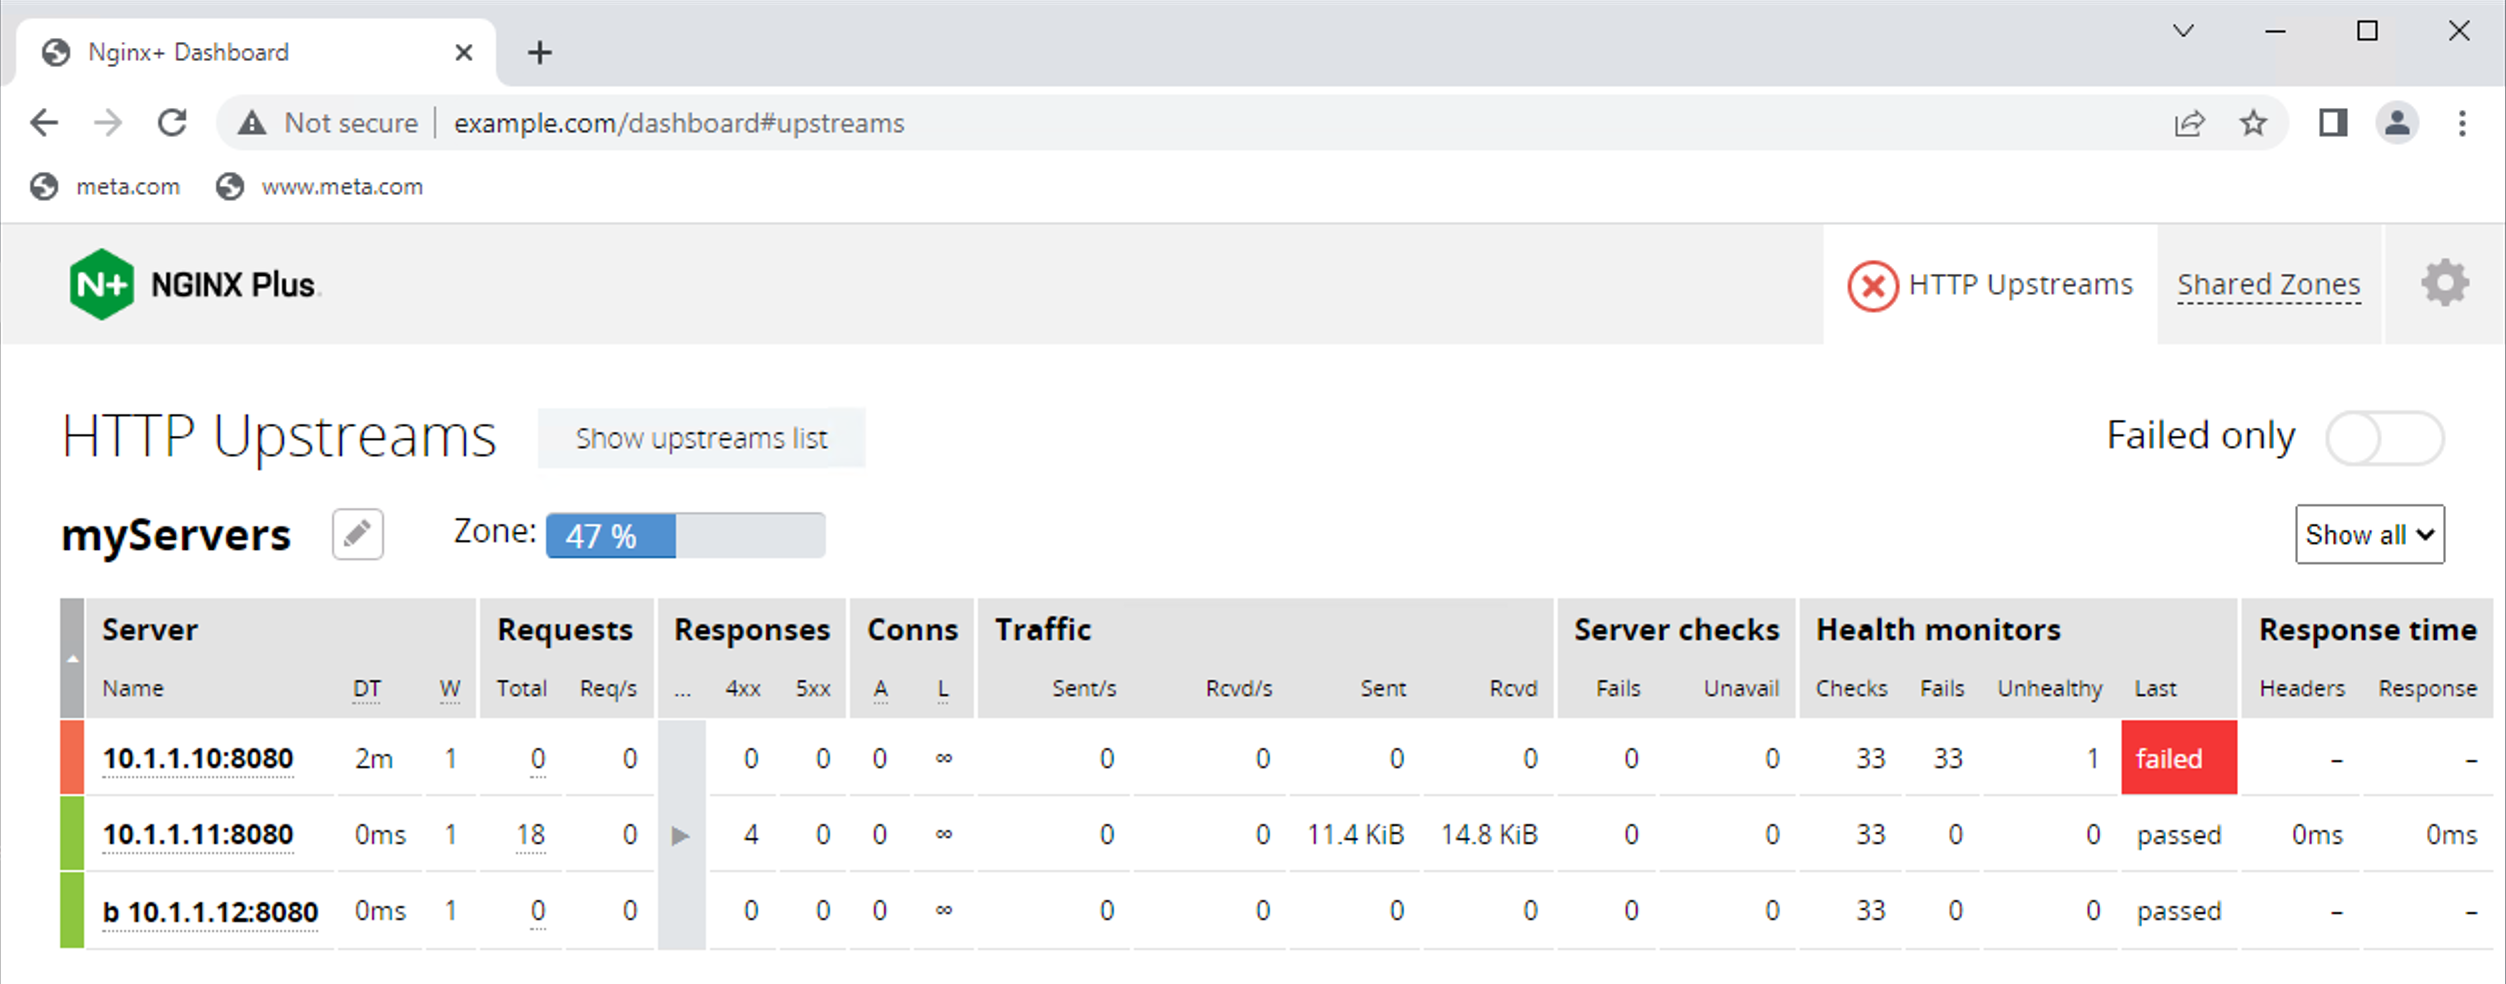 Nginx+ Dashboard
Not secure example.com/dashboard#upstreams
meta.com www.meta.com
N+ NGINX Plus HTTP Upstreams Shared Zones
HTTP Upstreams Show upstreams list Failed only
myServers Zone: 47 % Show all
Server Requests Responses Conns Traffic Server checks Health monitors Response time
Name DT W Total Req/s ... 4xx 5xx A L Sent/s Rcvd/s Sent Rcvd Fails Unavail Checks Fails Unhealthy Last Headers Response
10.1.1.10:8080 2m 1 0 0 0 0 0 ∞ 0 0 0 0 0 0 33 33 1 failed – –
10.1.1.11:8080 0ms 1 18 0 4 0 0 ∞ 0 0 11.4 KiB 14.8 KiB 0 0 33 0 0 passed 0ms 0ms
b 10.1.1.12:8080 0ms 1 0 0 0 0 0 ∞ 0 0 0 0 0 0 33 0 0 passed – –